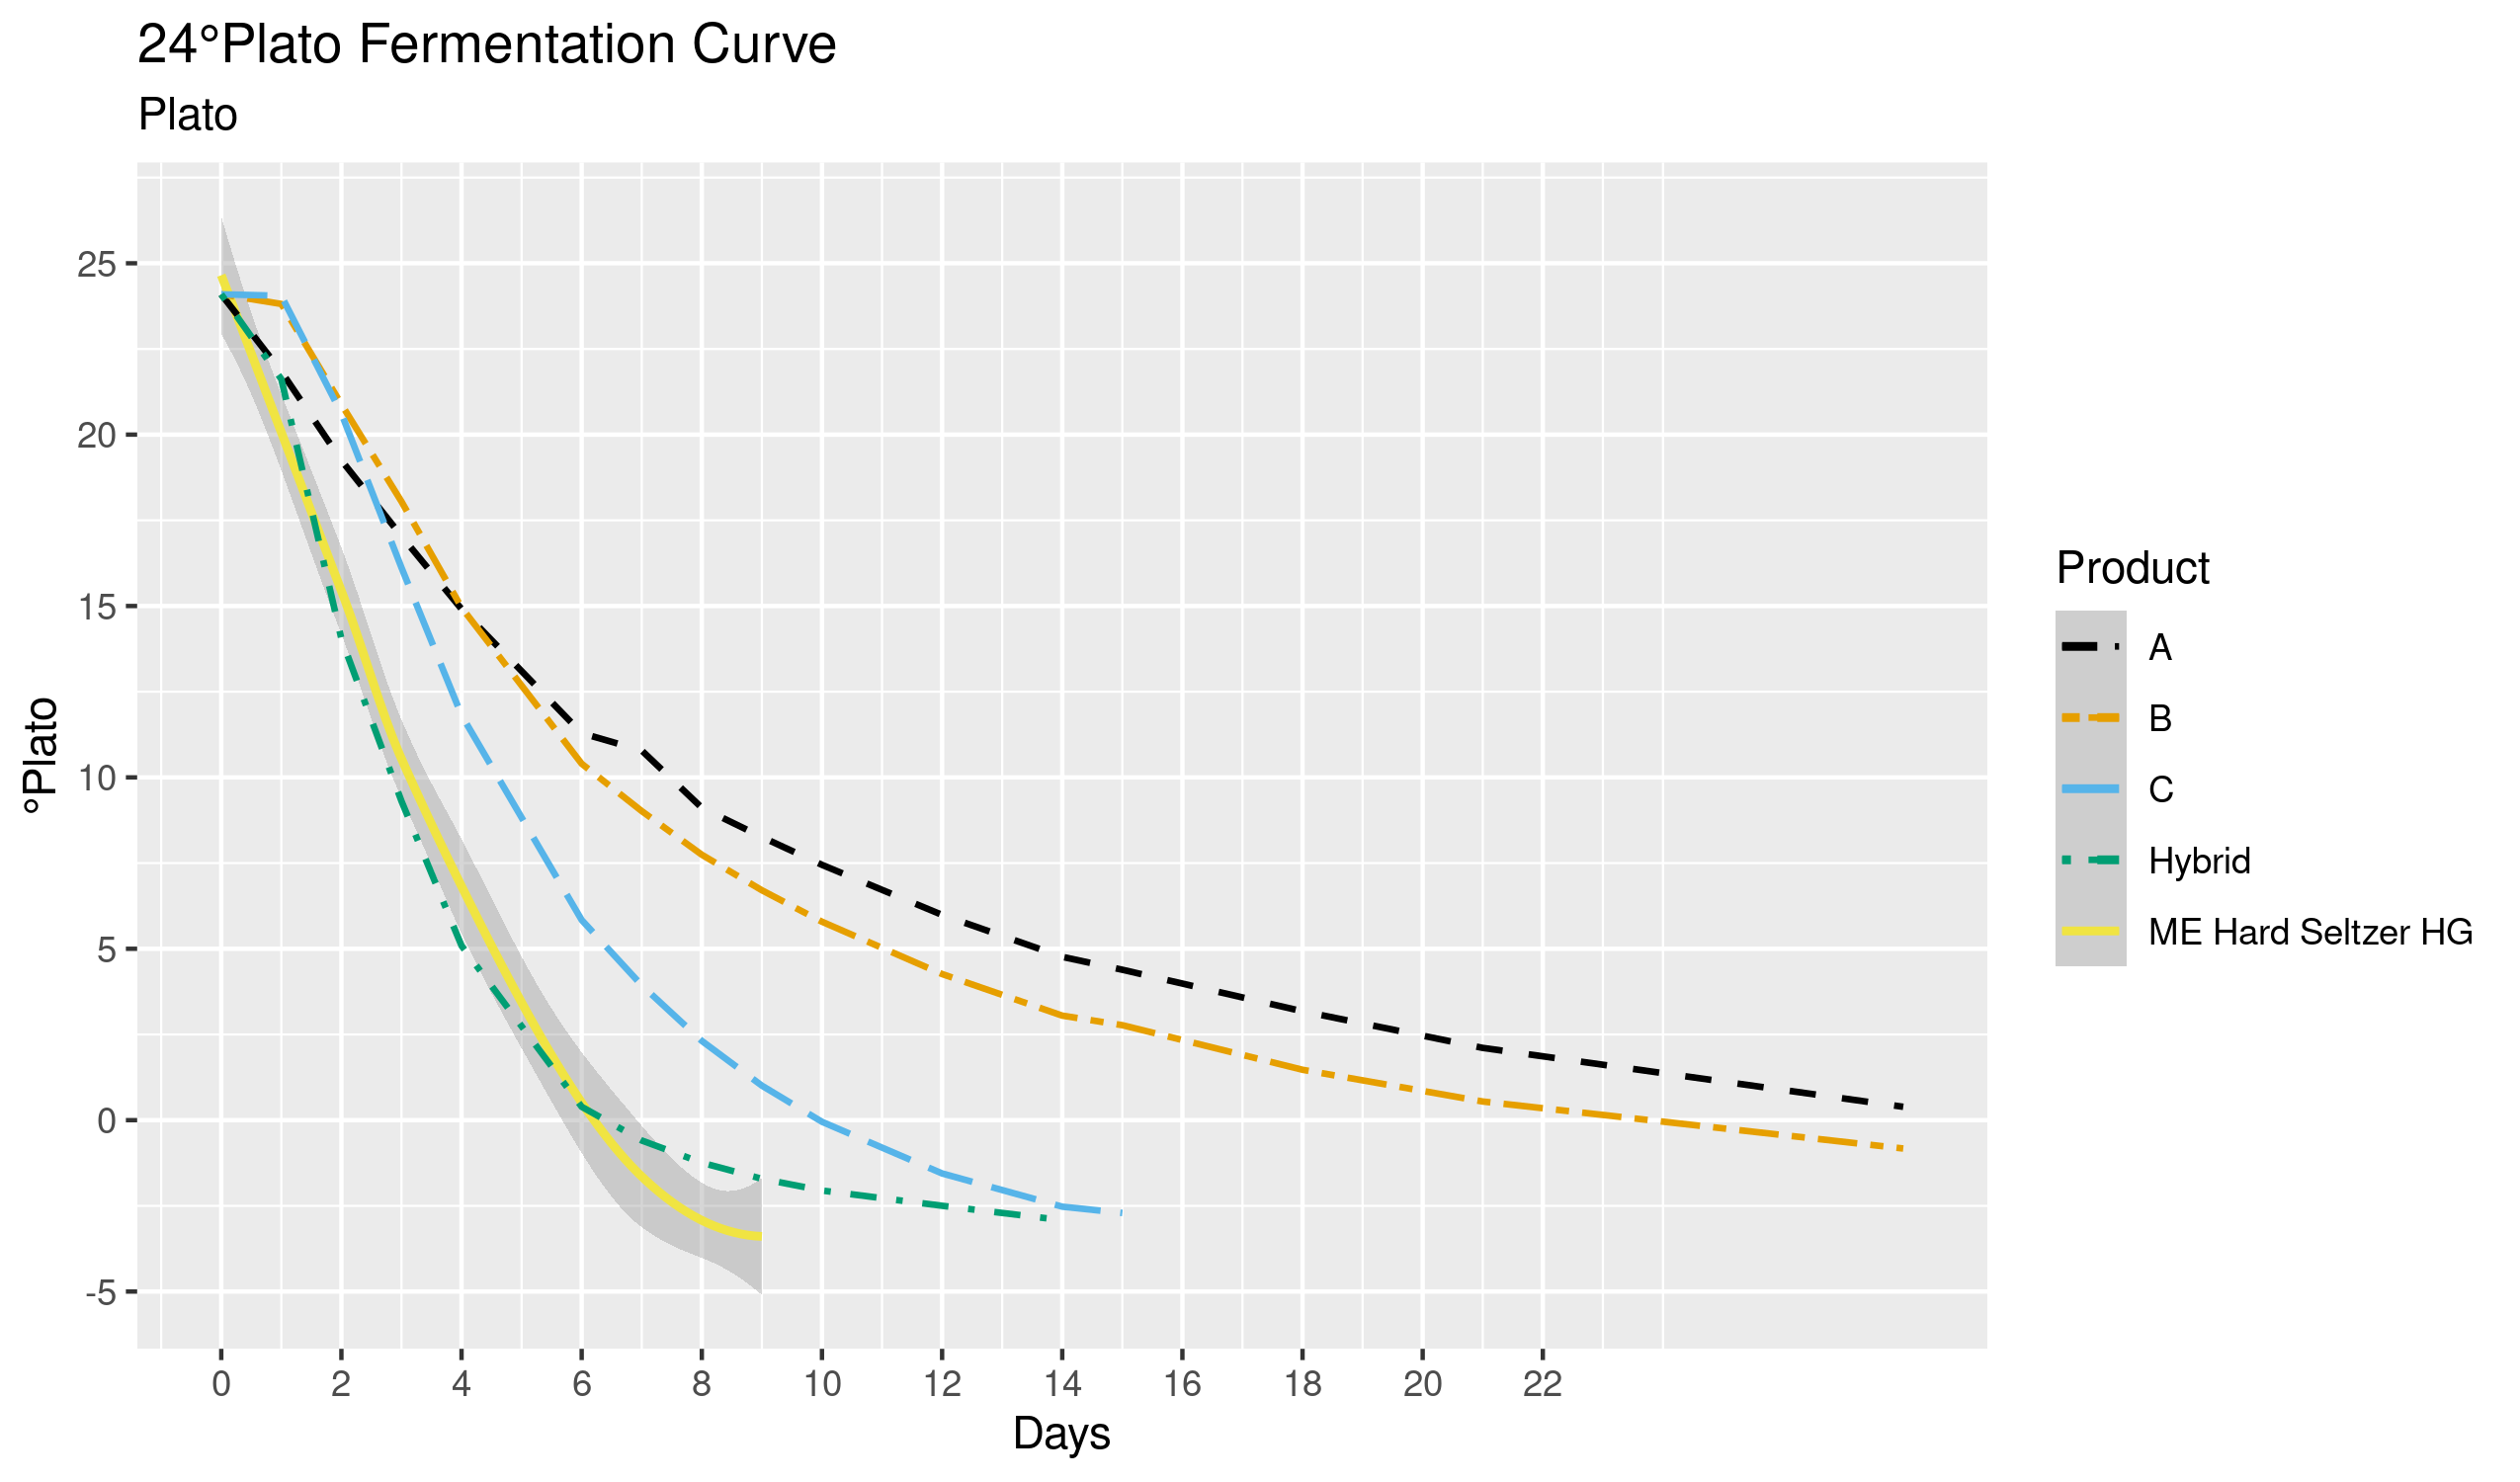 24°Plato Fermentation Curve
Plato
°Plato
25
20
15
10
5
0
-5
0 2 4 6 8 10 12 14 16 18 20 22
Days
Product
A
B
C
Hybrid
ME Hard Seltzer HG